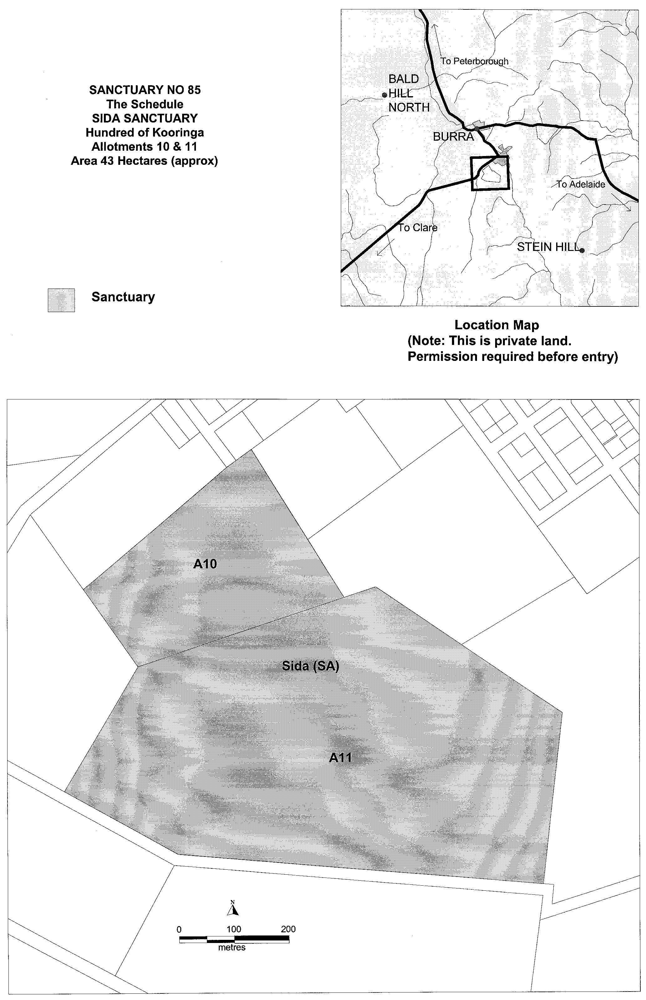 SANCTUARY NO 85
The Schedule
SIDA SANCTUARY
Hundred of Kooringa
Allotments 10 & 11
Area 43 Hectares (approx)
Sanctuary
To Peterborough
BALD
HILL
NORTH
BURRA
To Adelaide
To Clare
STEIN HILL
Location Map
(Note: This is private land.
Permission required before entry)
A10
Sida (SA)
A11
N
0 100 200
metres